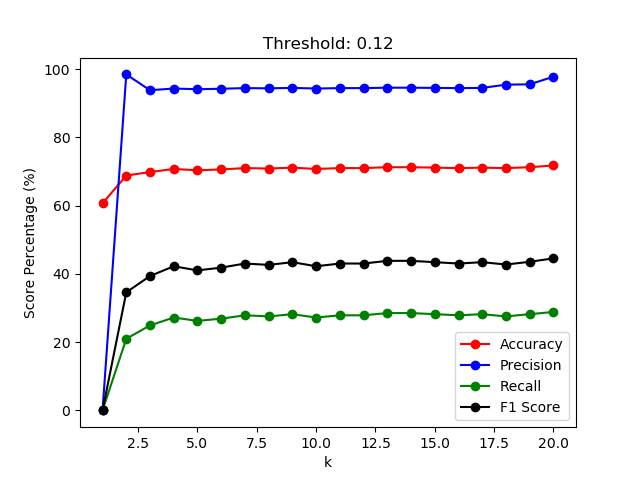 Threshold: 0.12
Score Percentage (%)
100
80
60
40
20
0
2.5 5.0 7.5 10.0 12.5 15.0 17.5 20.0
k
Accuracy
Precision
Recall
F1 Score